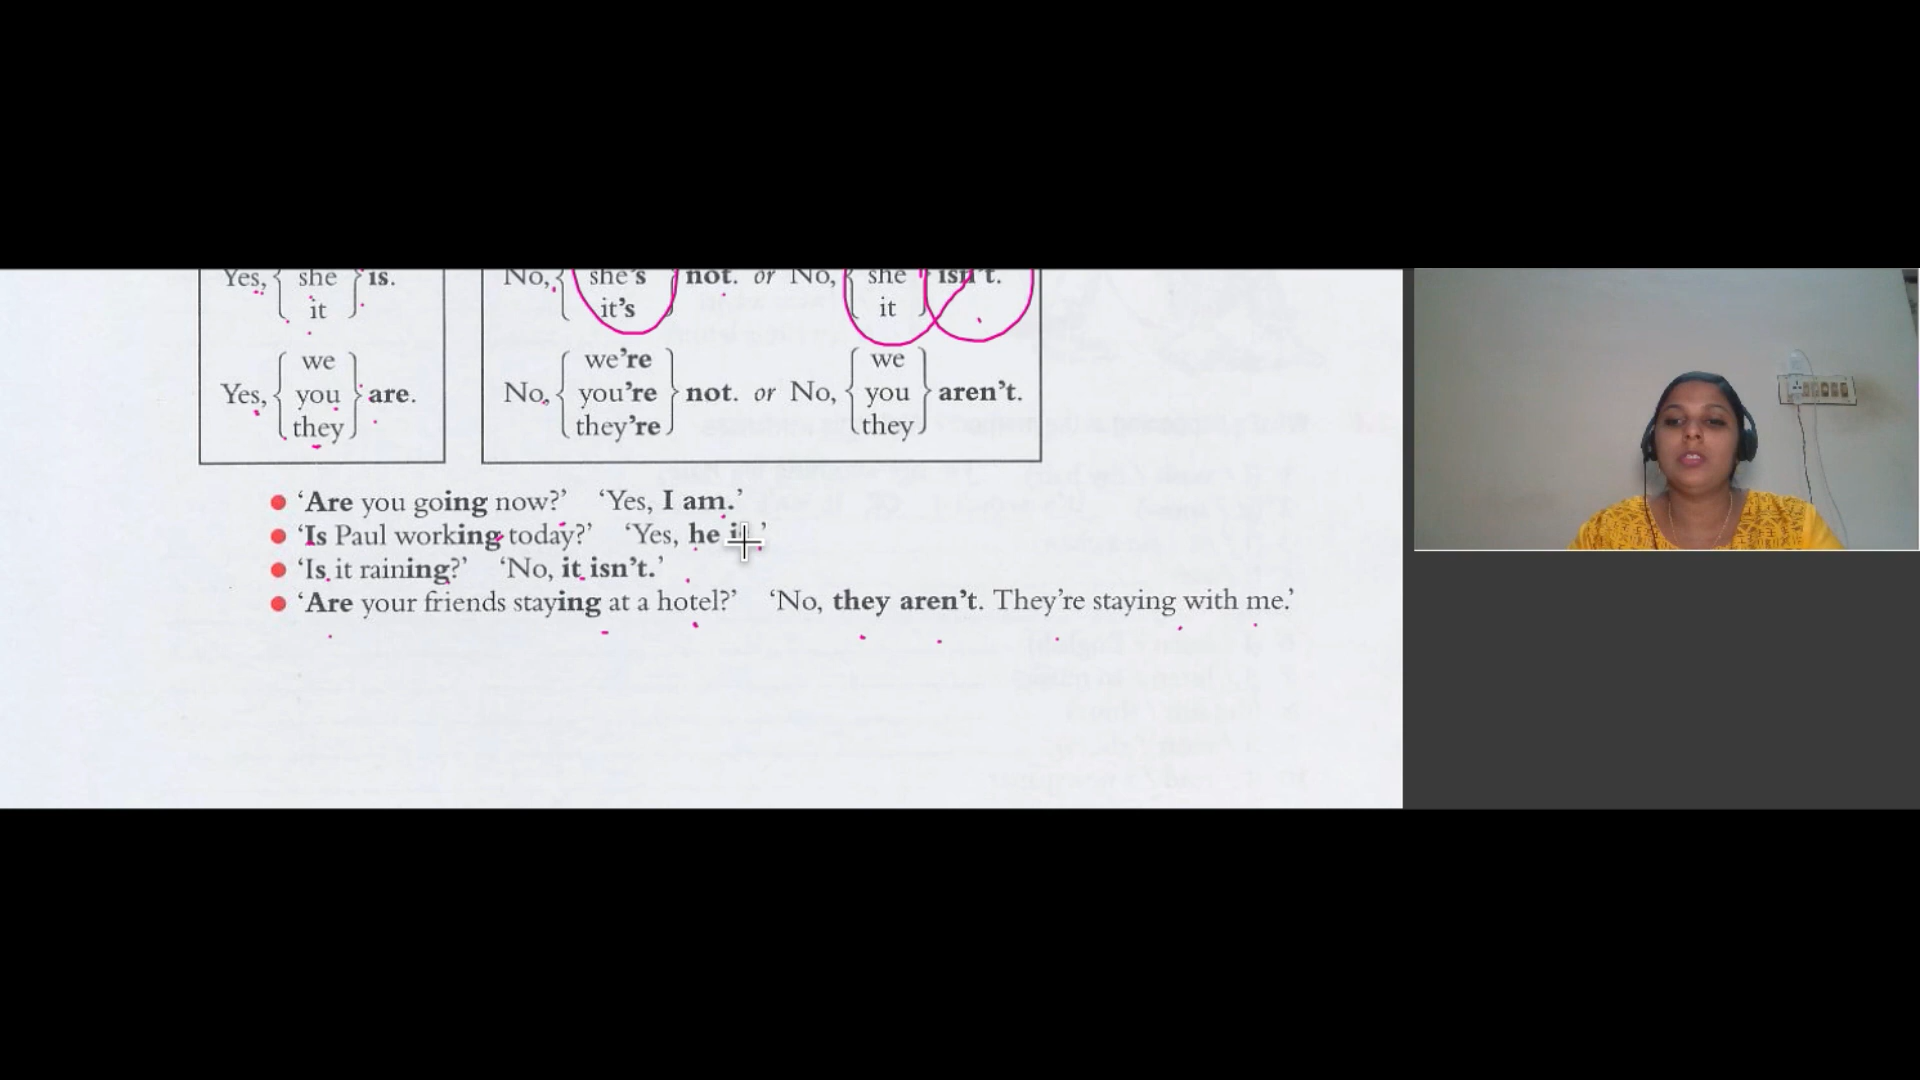 Yes, { she } is.   No, { she's } not. or No, { she } isn't.
it   it's   it
we   we're   we
Yes, { you } are.   No, { you're } not. or No, { you } aren't.
they   they're   they
• ‘Are you going now?’ ‘Yes, I am.’
• ‘Is Paul working today?’ ‘Yes, he
• ‘Is it raining?’ ‘No, it isn't.’
• ‘Are your friends staying at a hotel?’ ‘No, they aren't. They're staying with me.’